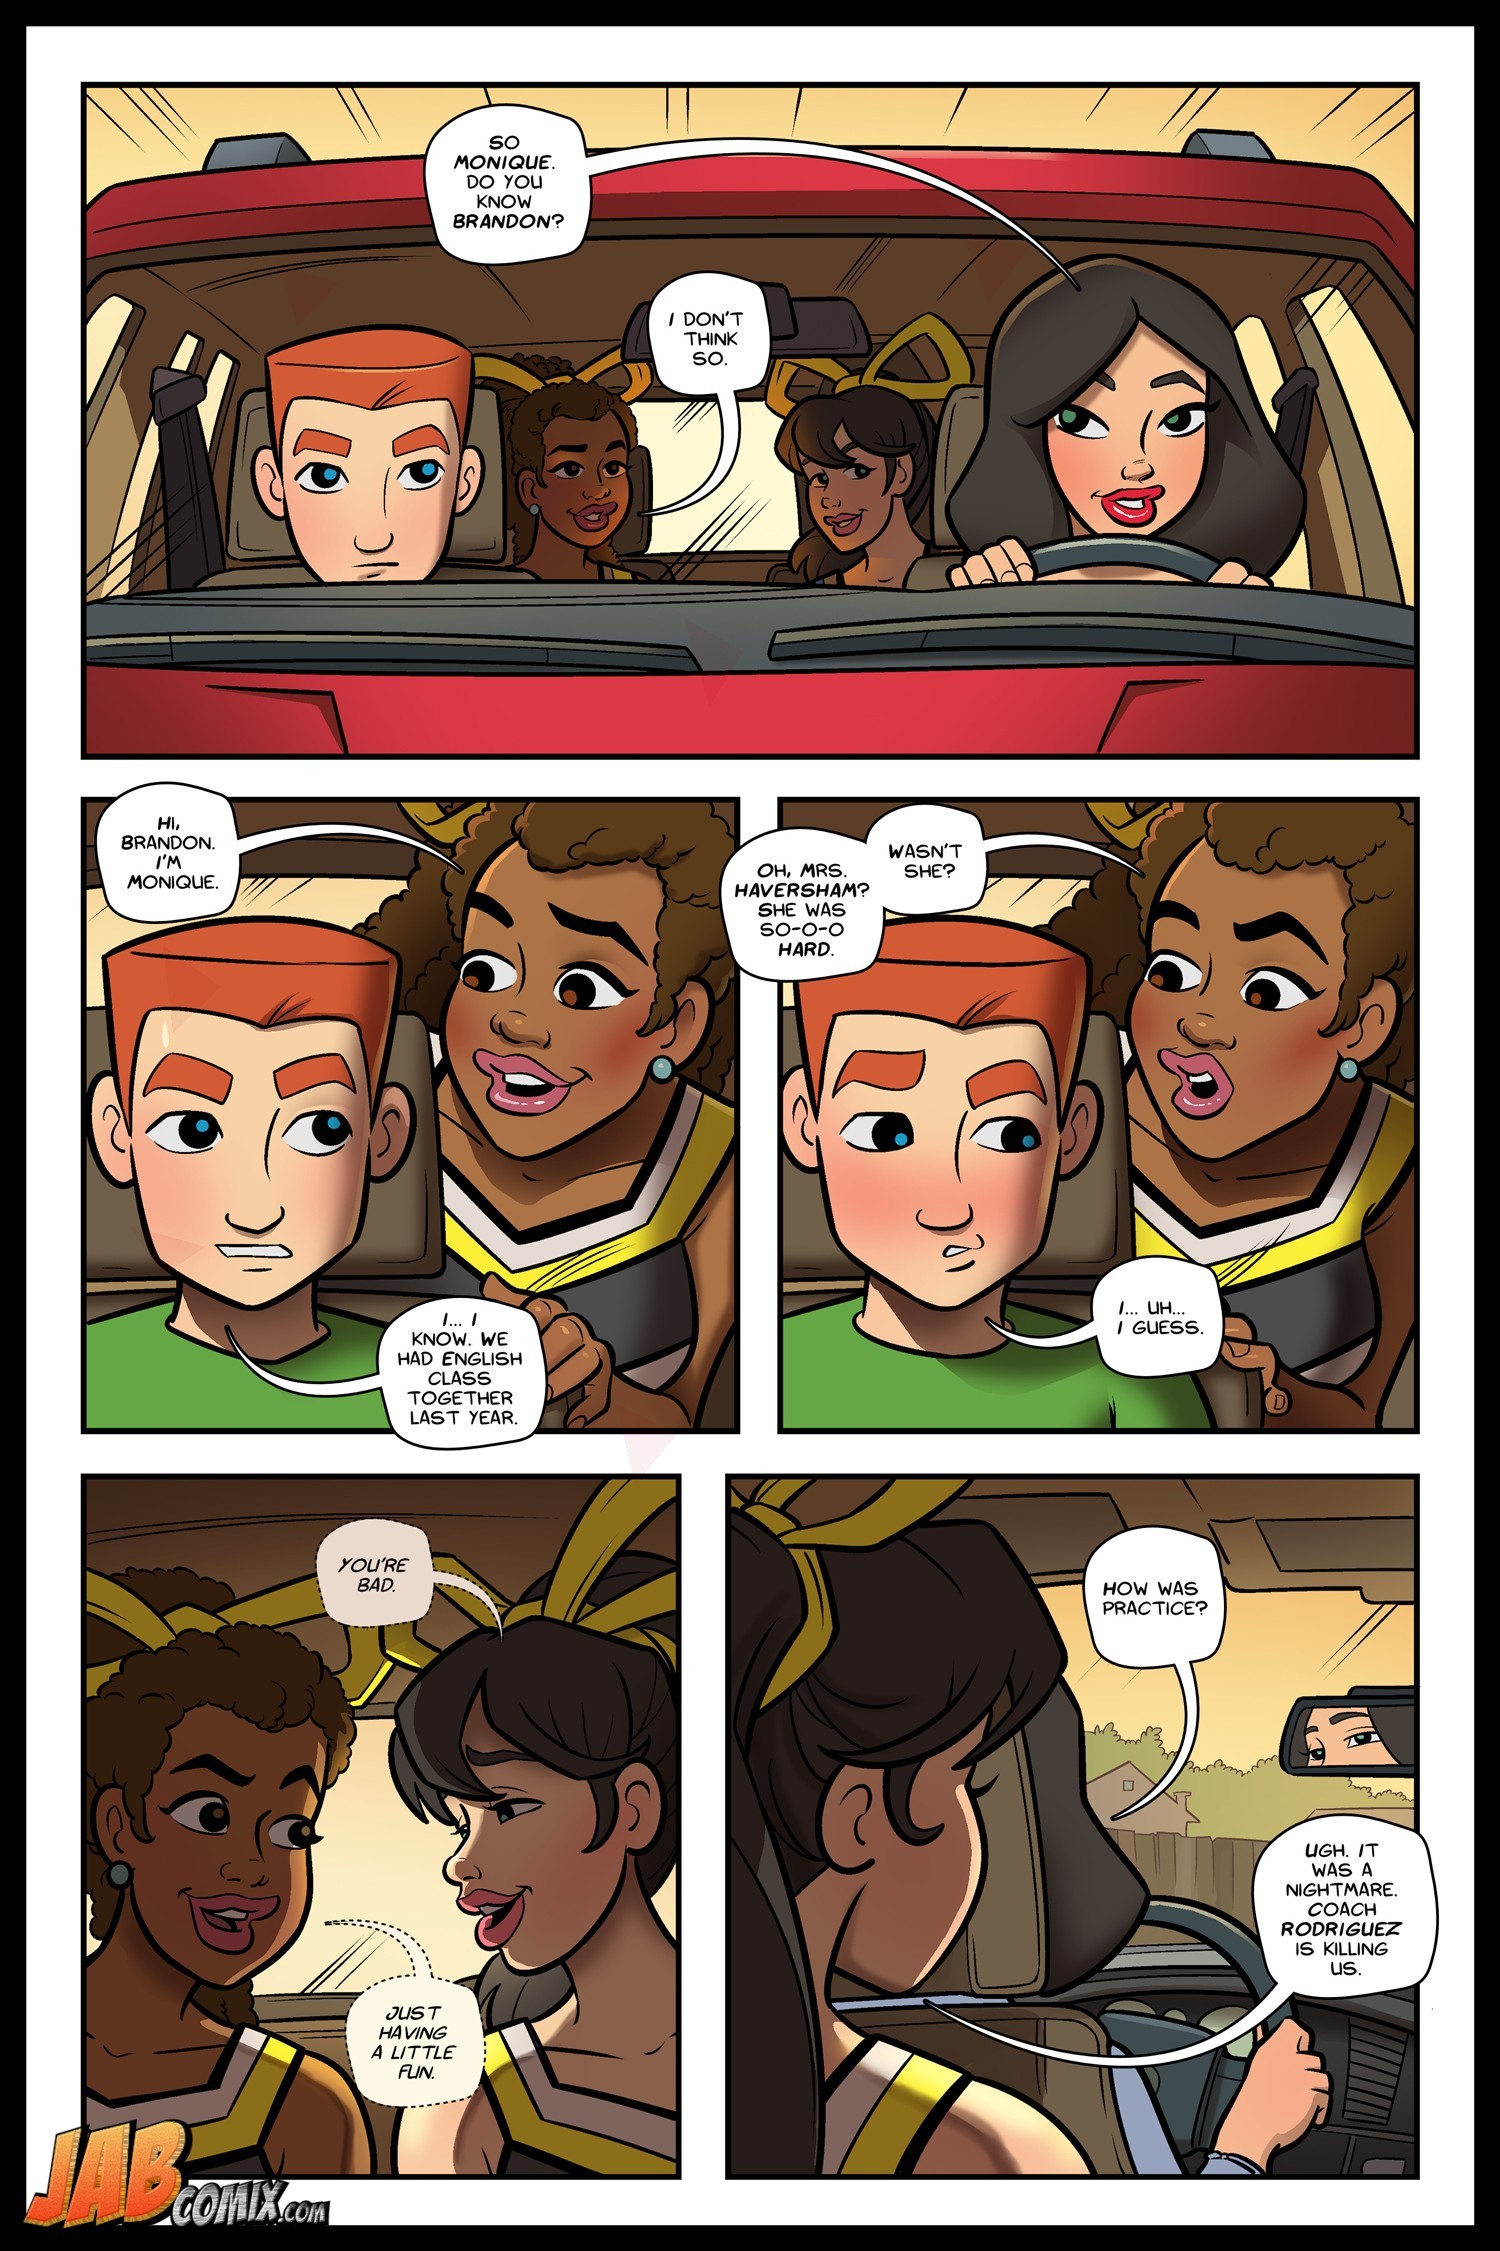 SO
MONIQUE.
DO YOU
KNOW
BRANDON?
I DON'T
THINK
SO.
HI,
BRANDON.
I'M
MONIQUE.
I... I
KNOW. WE
HAD ENGLISH
CLASS
TOGETHER
LAST YEAR.
OH, MRS.
HAVERSHAM?
SHE WAS
SO-O-O
HARD.
WASN'T
SHE?
I... UH...
I GUESS.
YOU'RE
BAD.
JUST
HAVING
A LITTLE
FUN.
HOW WAS
PRACTICE?
UGH. IT
WAS A
NIGHTMARE.
COACH
RODRIGUEZ
IS KILLING
US.
JABCOMIX.COM